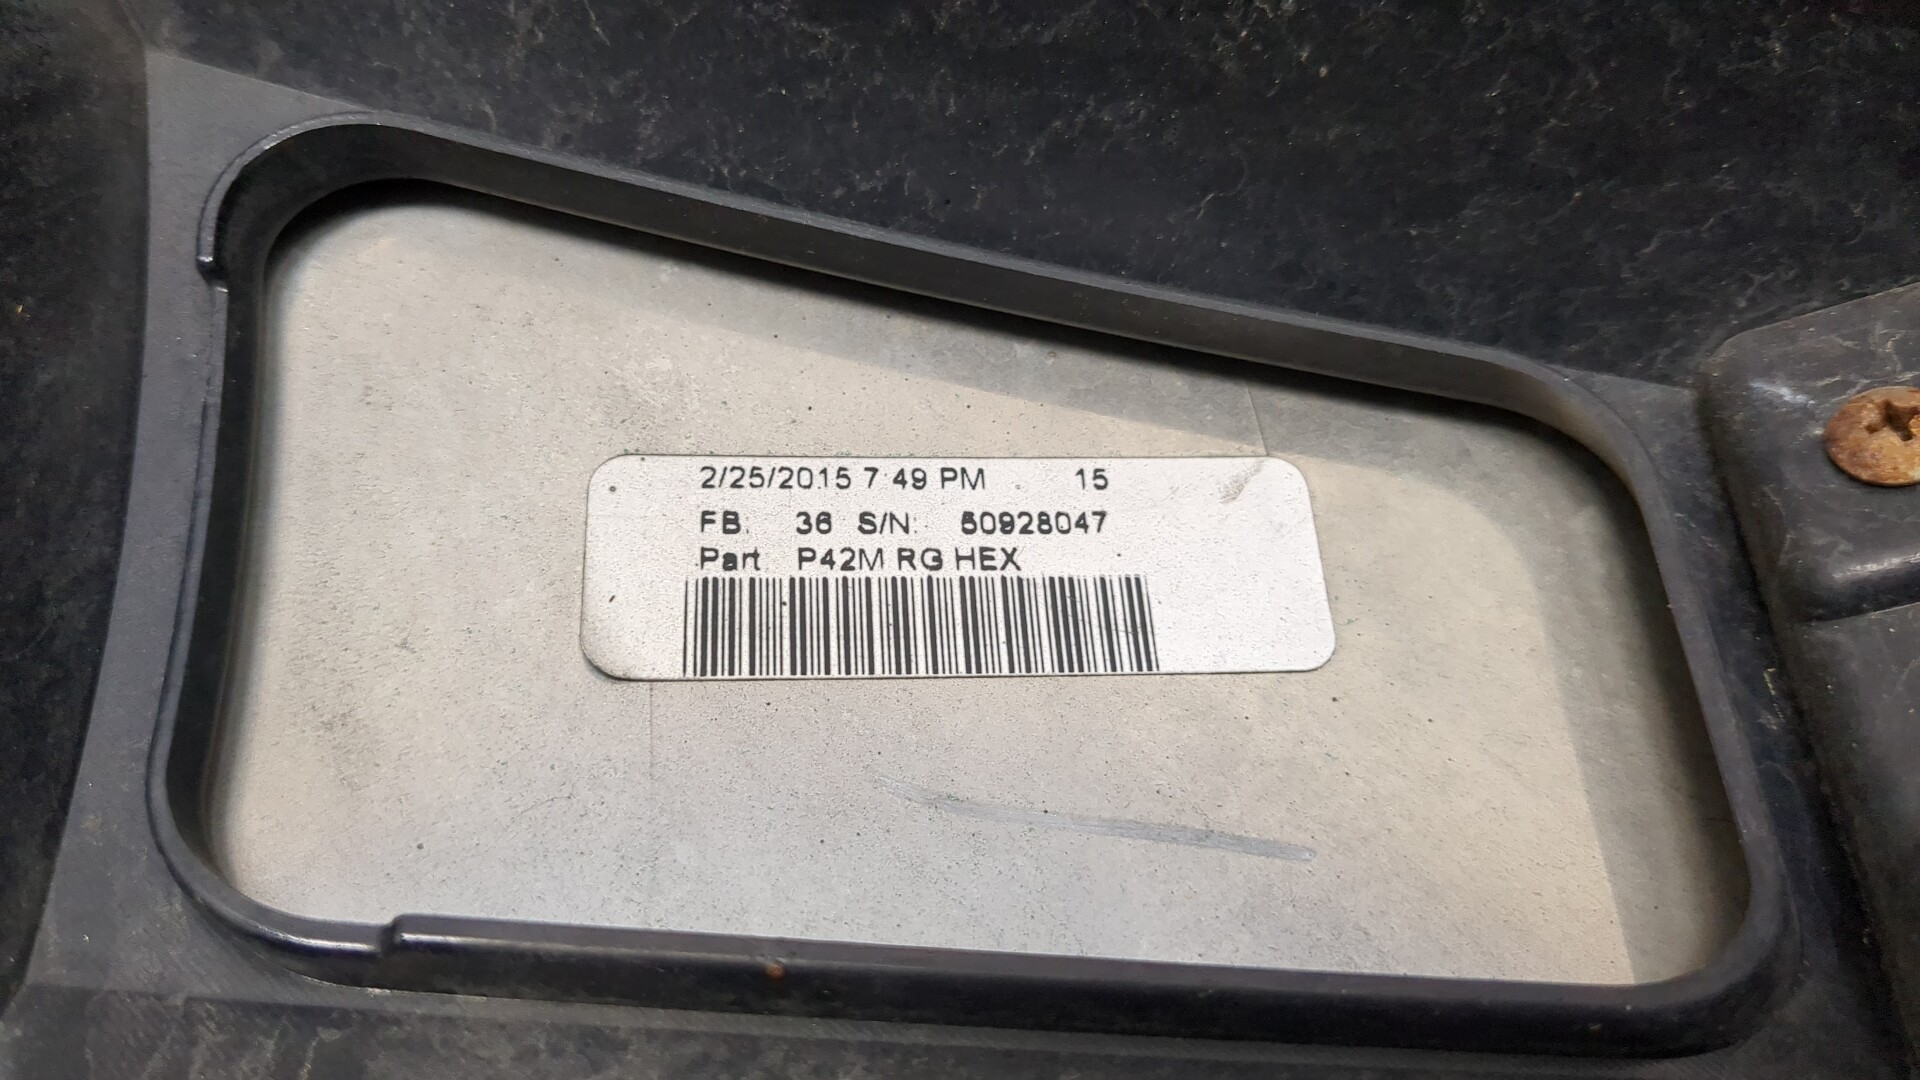 2/25/2015 7:49 PM 15
FB: 36 S/N: 50928047
Part P42M RG HEX